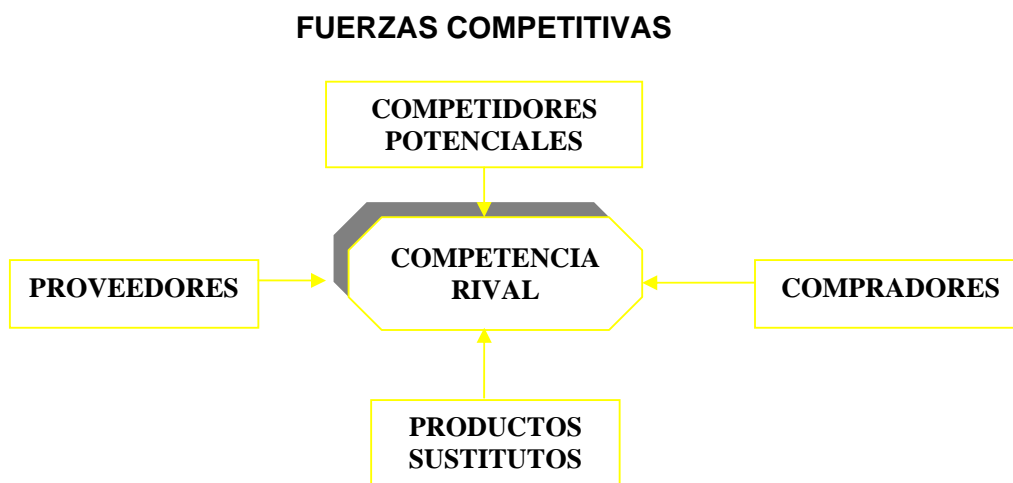 FUERZAS COMPETITIVAS
COMPETIDORES
POTENCIALES
COMPETENCIA
RIVAL
PROVEEDORES
COMPRADORES
PRODUCTOS
SUSTITUTOS